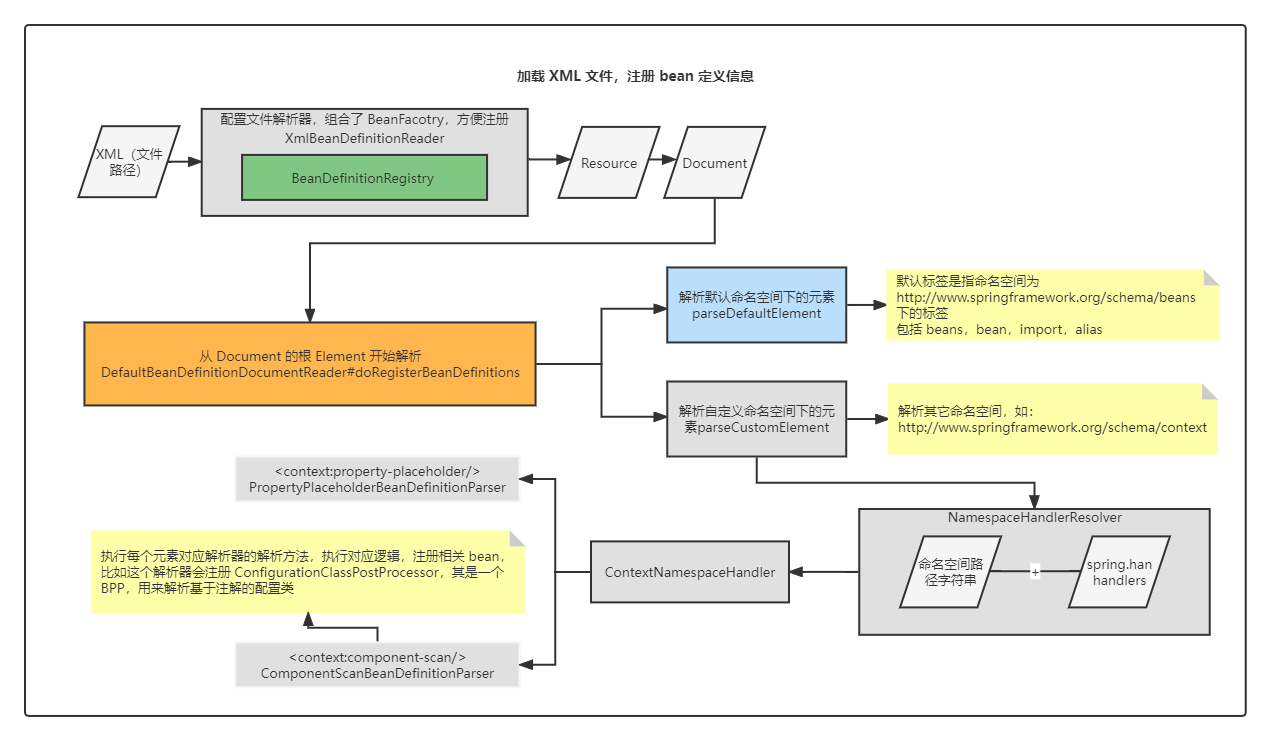 加载 XML 文件，注册 bean 定义信息
XML（文件
路径）
配置文件解析器，组合了 BeanFacotry，方便注册
XmlBeanDefinitionReader
BeanDefinitionRegistry
Resource
Document
从 Document 的根 Element 开始解析
DefaultBeanDefinitionDocumentReader#doRegisterBeanDefinitions
解析默认命名空间下的元素
parseDefaultElement
默认标签是指命名空间为
http://www.springframework.org/schema/beans
下的标签
包括 beans，bean，import，alias
解析自定义命名空间下的元
素parseCustomElement
解析其它命名空间，如：
http://www.springframework.org/schema/context
NamespaceHandlerResolver
命名空间路
径字符串
+
spring.han
handlers
ContextNamespaceHandler
<context:property-placeholder/>
PropertyPlaceholderBeanDefinitionParser
执行每个元素对应解析器的解析方法，执行对应逻辑，注册相关 bean，
比如这个解析器会注册 ConfigurationClassPostProcessor，其是一个
BPP，用来解析基于注解的配置类
<context:component-scan/>
ComponentScanBeanDefinitionParser